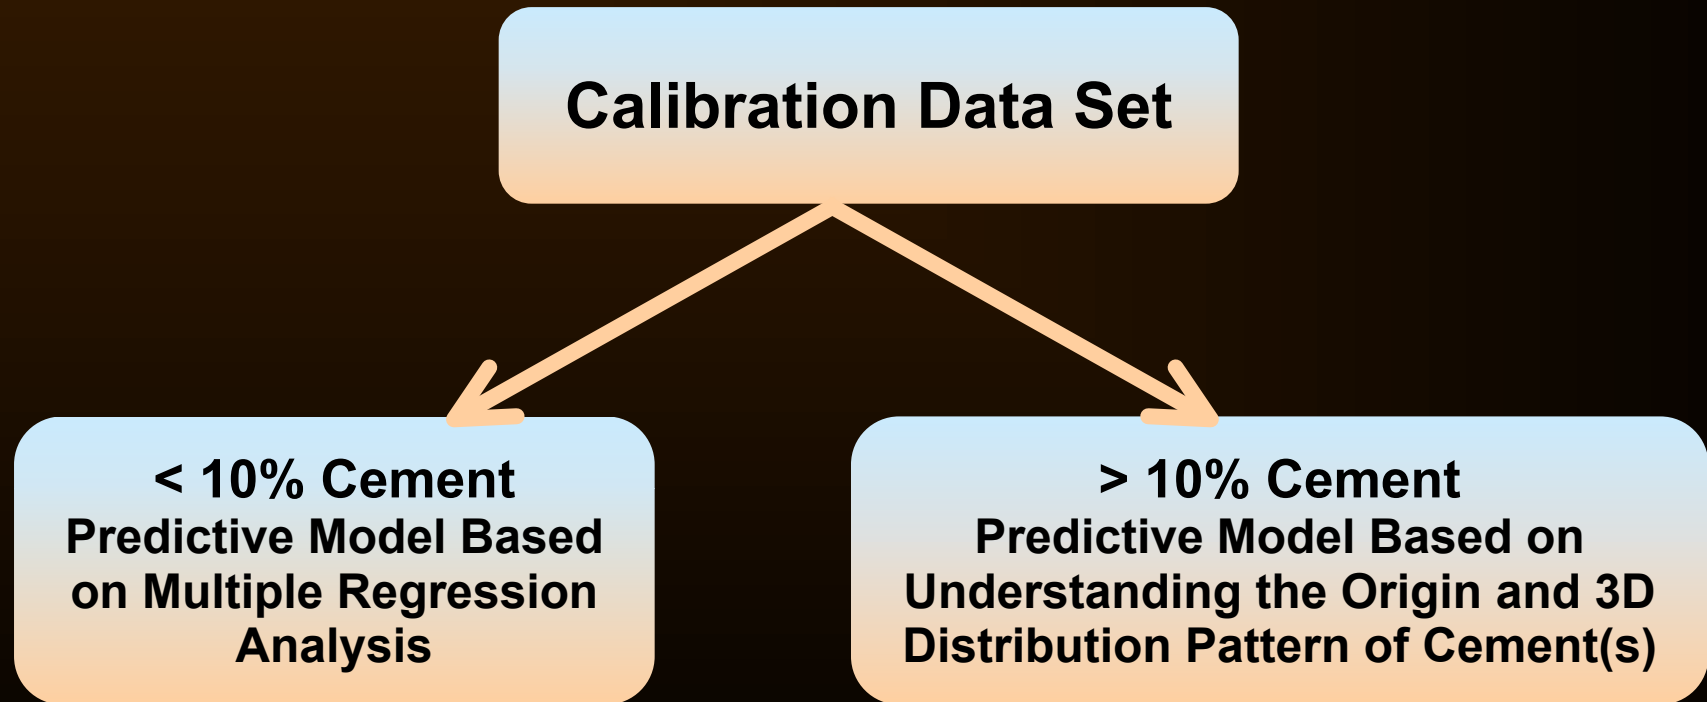 Calibration Data Set
< 10% Cement
Predictive Model Based
on Multiple Regression
Analysis
> 10% Cement
Predictive Model Based on
Understanding the Origin and 3D
Distribution Pattern of Cement(s)